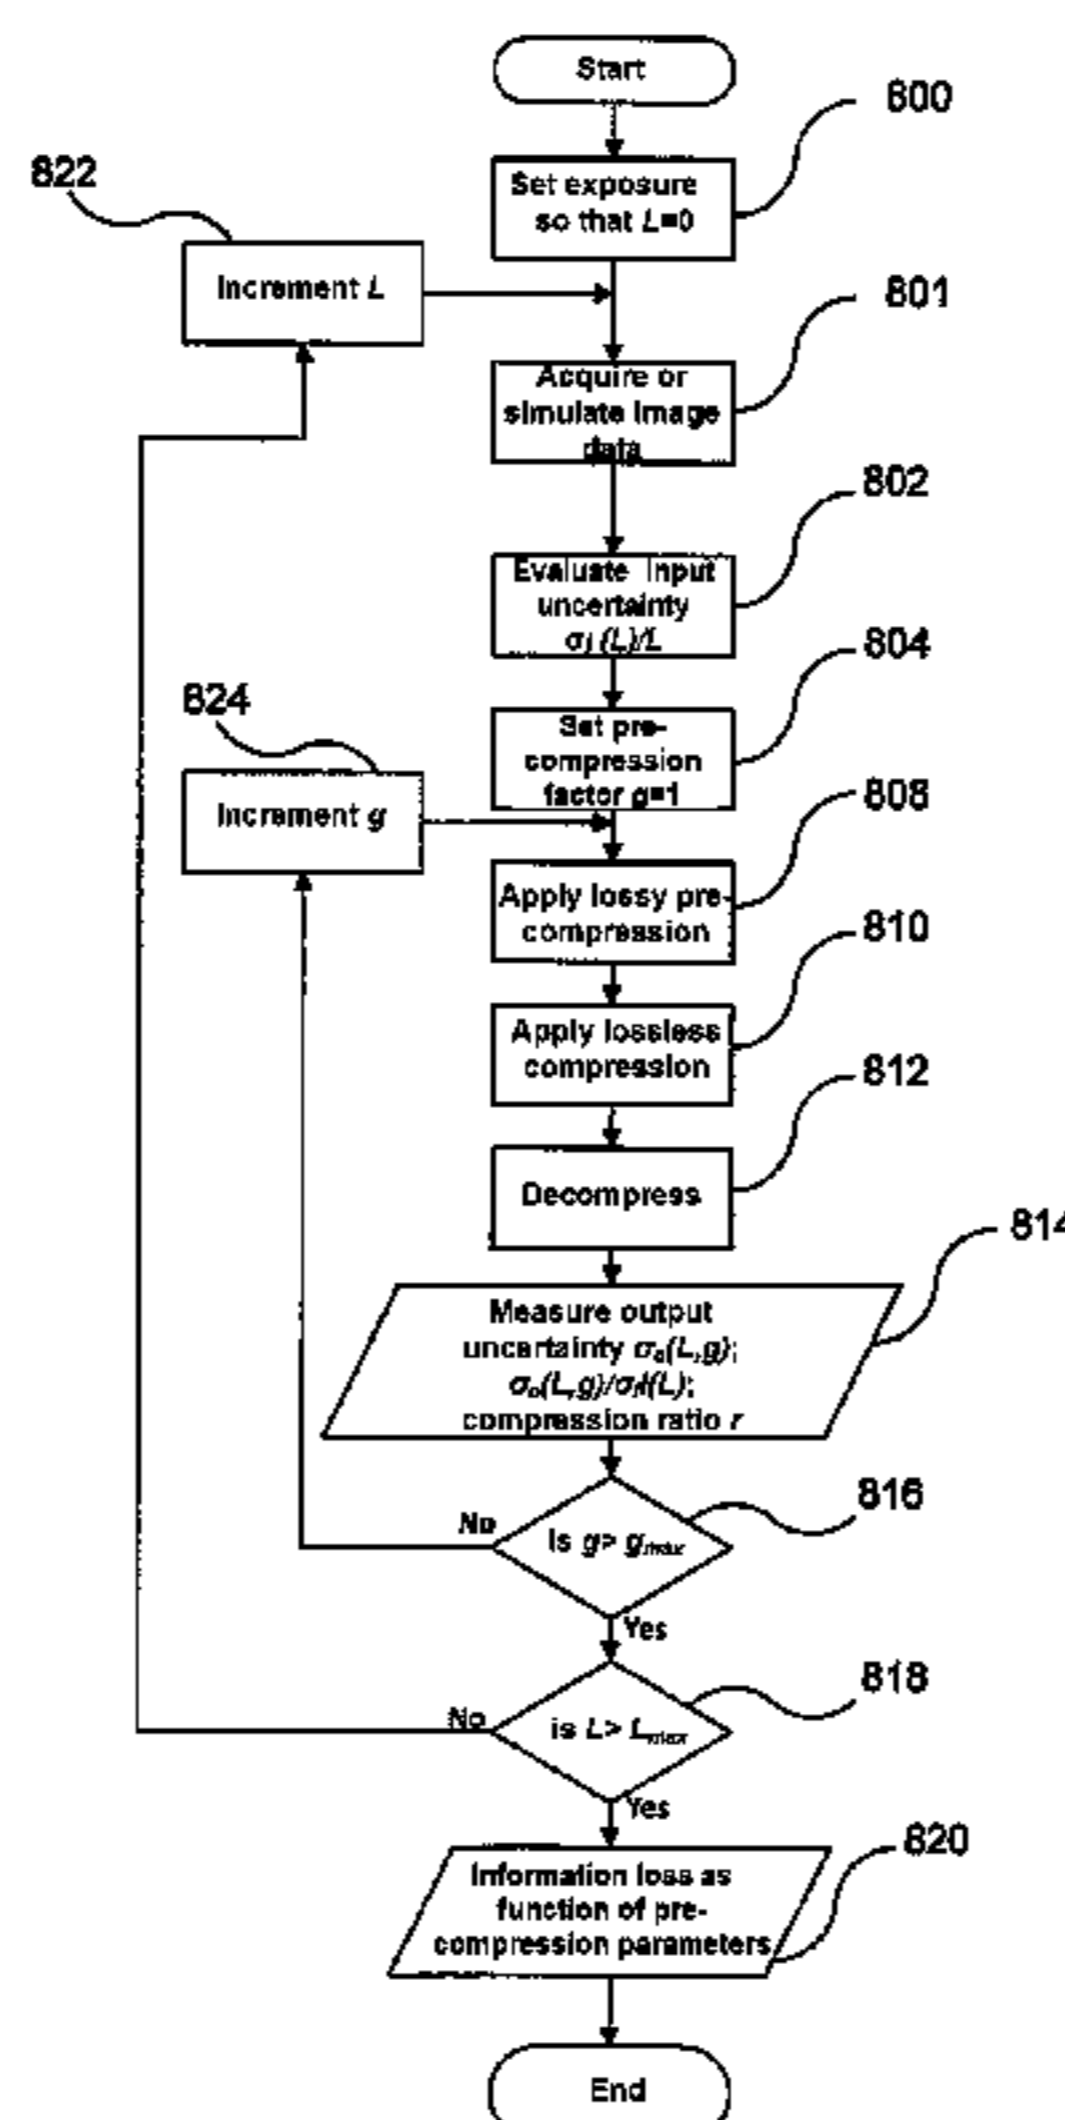 Start
800
Set exposure
so that L=0
822
Increment L
801
Acquire or
simulate image
data
802
Evaluate input
uncertainty
σi (L)/L
804
Set pre-
compression
factor g=1
824
Increment g
808
Apply lossy pre-
compression
810
Apply lossless
compression
812
Decompress
814
Measure output
uncertainty σo(L,g);
compression ratio r
816
No
Is g> gmax
Yes
818
No
is L> Lmax
Yes
820
Information loss as
function of pre-
compression parameters
End